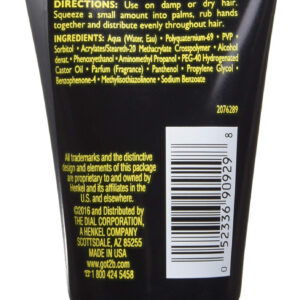 DIRECTIONS: Use on damp or dry hair.
Squeeze a small amount into palms, rub hands
together and distribute evenly throughout hair.
INGREDIENTS: Aqua (Water, Eau) • Polyquaternium-69 • PVP •
Sorbitol • Acrylates/Steareth-20 Methacrylate Crosspolymer • Alcohol
denat. • Phenoxyethanol • Aminomethyl Propanol • PEG-40 Hydrogenated
Castor Oil • Parfum (Fragrance) • Panthenol • Propylene Glycol •
Benzophenone-4 • Methylisothiazolinone • Sodium Benzoate
2076289
All trademarks and the distinctive
design and elements of this package
are proprietary to and owned by
Henkel and its affiliates in the
U.S. and elsewhere.
©2016 and Distributed by
THE DIAL CORPORATION,
A HENKEL COMPANY
SCOTTSDALE, AZ 85255
MADE IN USA
www.got2b.com
☎1 800 424 5458
0 52336 90929 8